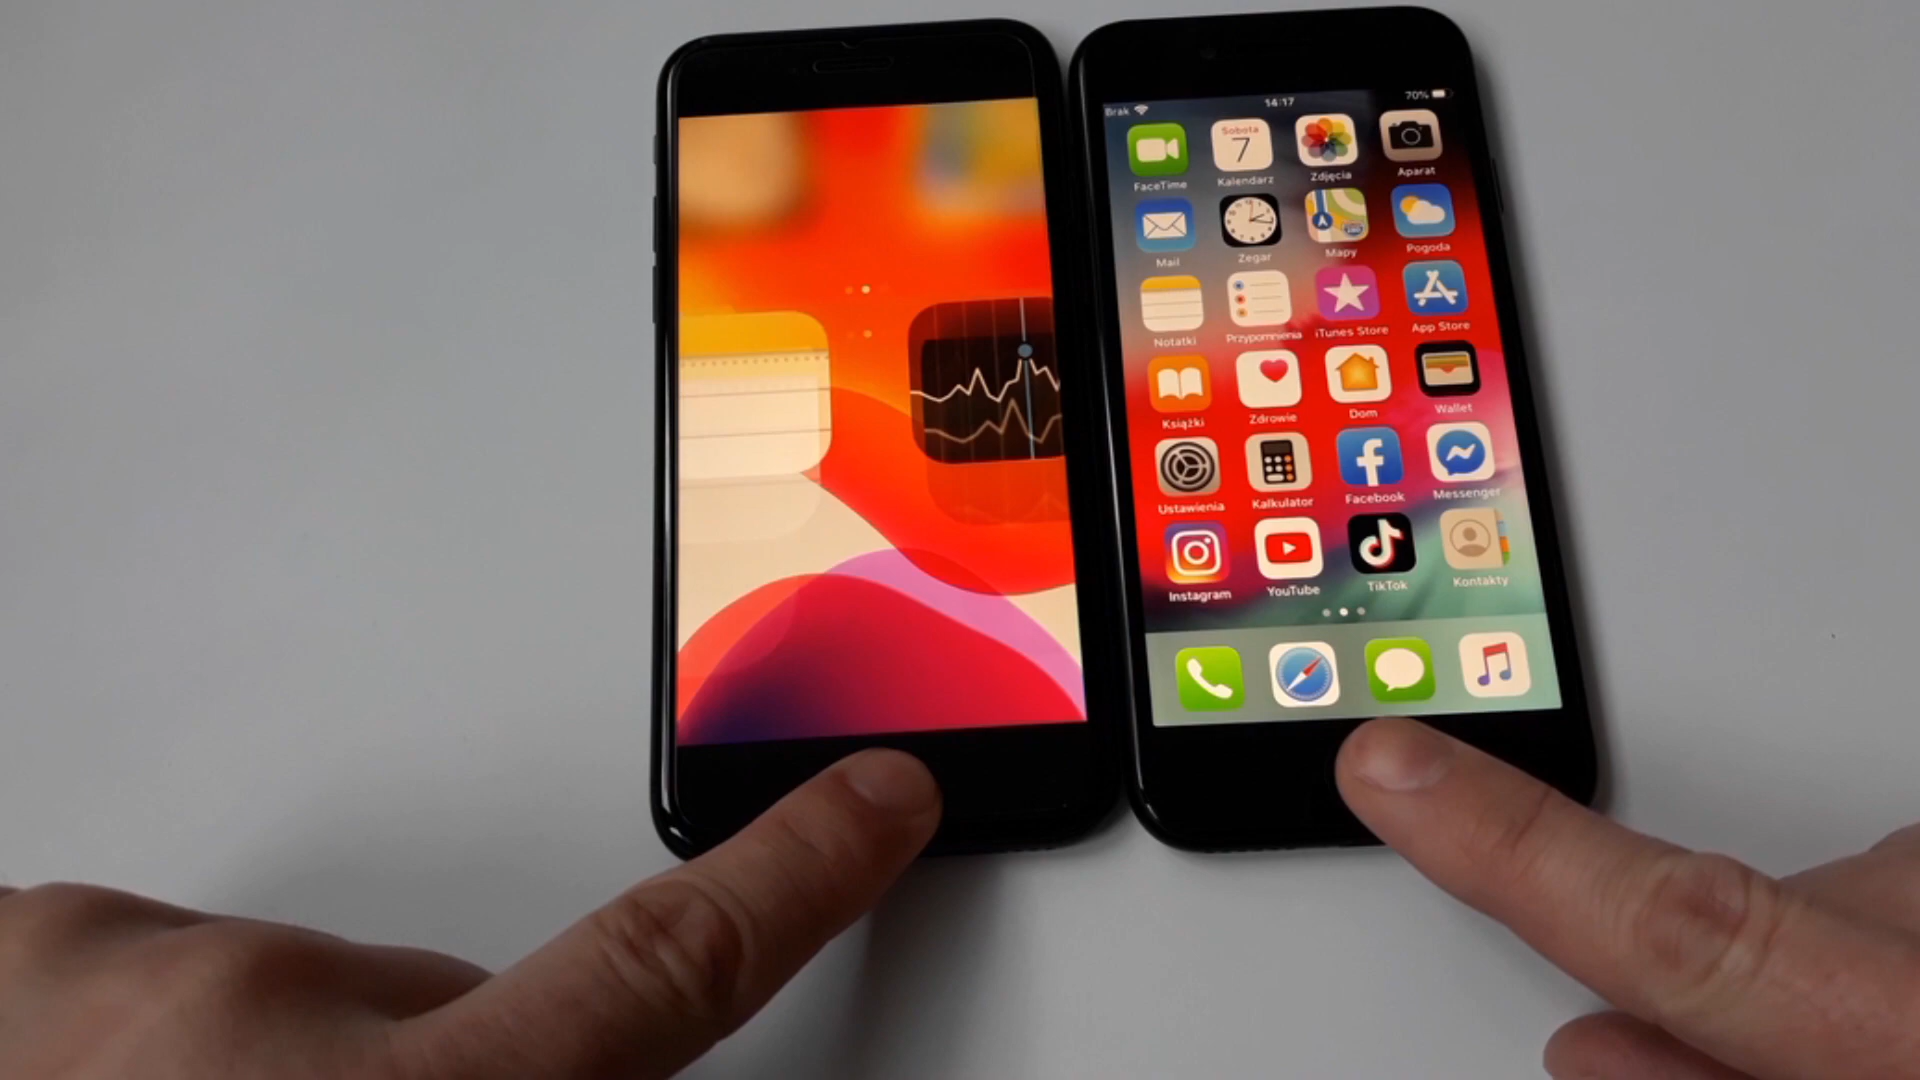 Brak 14:17 70%
Sobota
7
FaceTime Kalendarz Zdjęcia Aparat
Mail Zegar Mapy Pogoda
Notatki Przypomnienia iTunes Store App Store
Książki Zdrowie Dom Wallet
Ustawienia Kalkulator Facebook Messenger
Instagram YouTube TikTok Kontakty